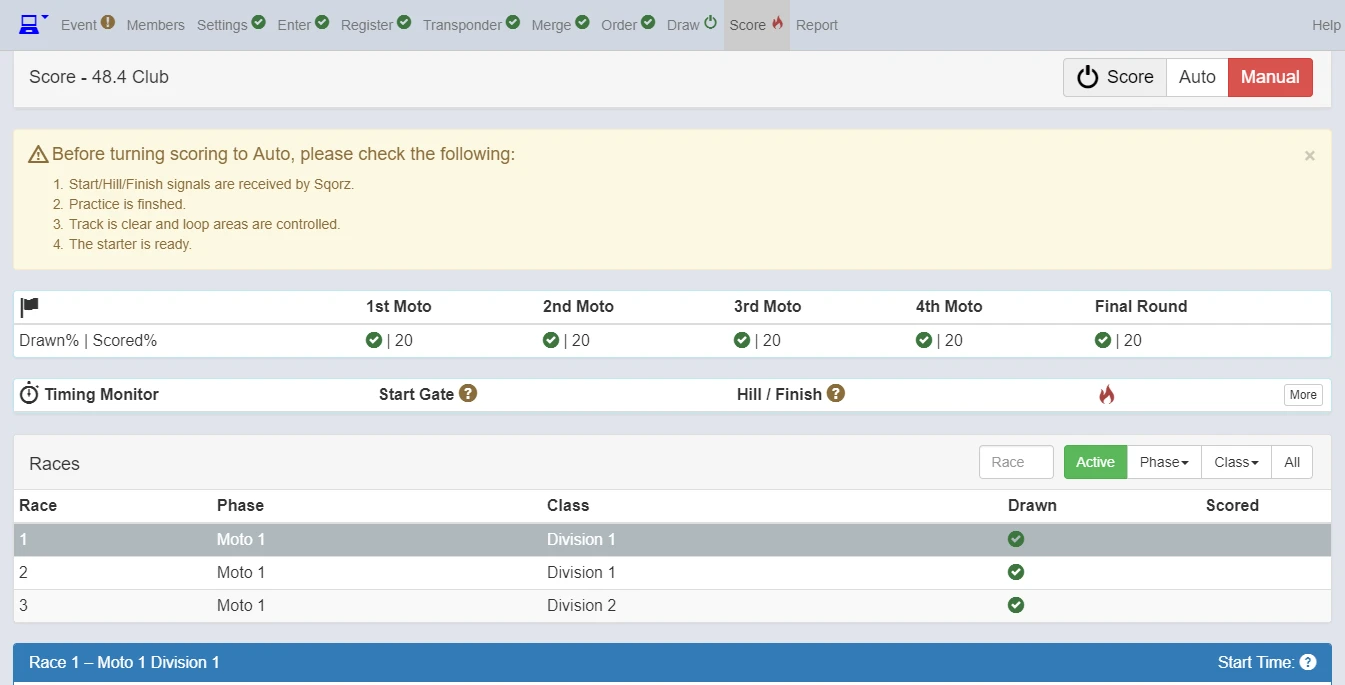 Event Members Settings Enter Register Transponder Merge Order Draw Score Report Help
Score - 48.4 Club Score Auto Manual
Before turning scoring to Auto, please check the following: ×
1. Start/Hill/Finish signals are received by Sqorz.
2. Practice is finshed.
3. Track is clear and loop areas are controlled.
4. The starter is ready.
1st Moto 2nd Moto 3rd Moto 4th Moto Final Round
Drawn% | Scored% | 20 | 20 | 20 | 20 | 20
Timing Monitor Start Gate Hill / Finish More
Races Race Active Phase Class All
Race Phase Class Drawn Scored
1 Moto 1 Division 1
2 Moto 1 Division 1
3 Moto 1 Division 2
Race 1 – Moto 1 Division 1 Start Time: